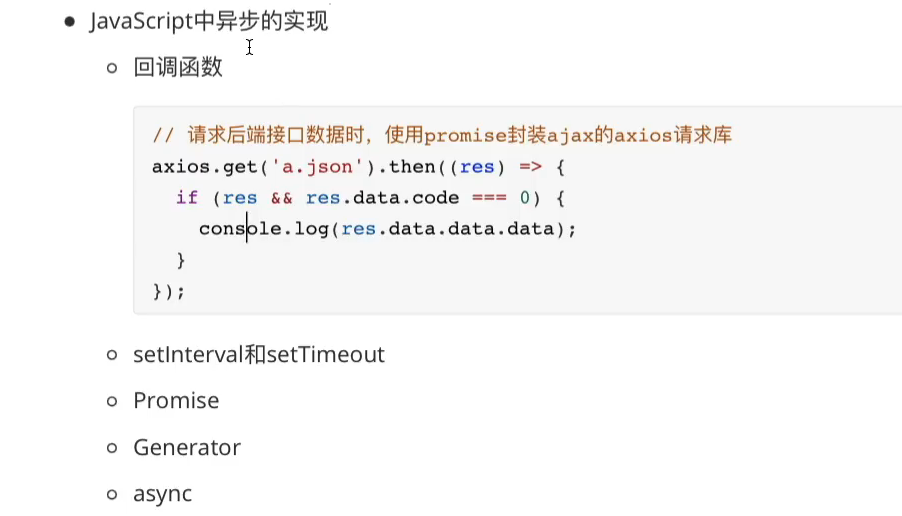 JavaScript中异步的实现
回调函数
// 请求后端接口数据时，使用promise封装ajax的axios请求库
axios.get('a.json').then((res) => {
  if (res && res.data.code === 0) {
    console.log(res.data.data.data);
  }
});
setInterval和setTimeout
Promise
Generator
async